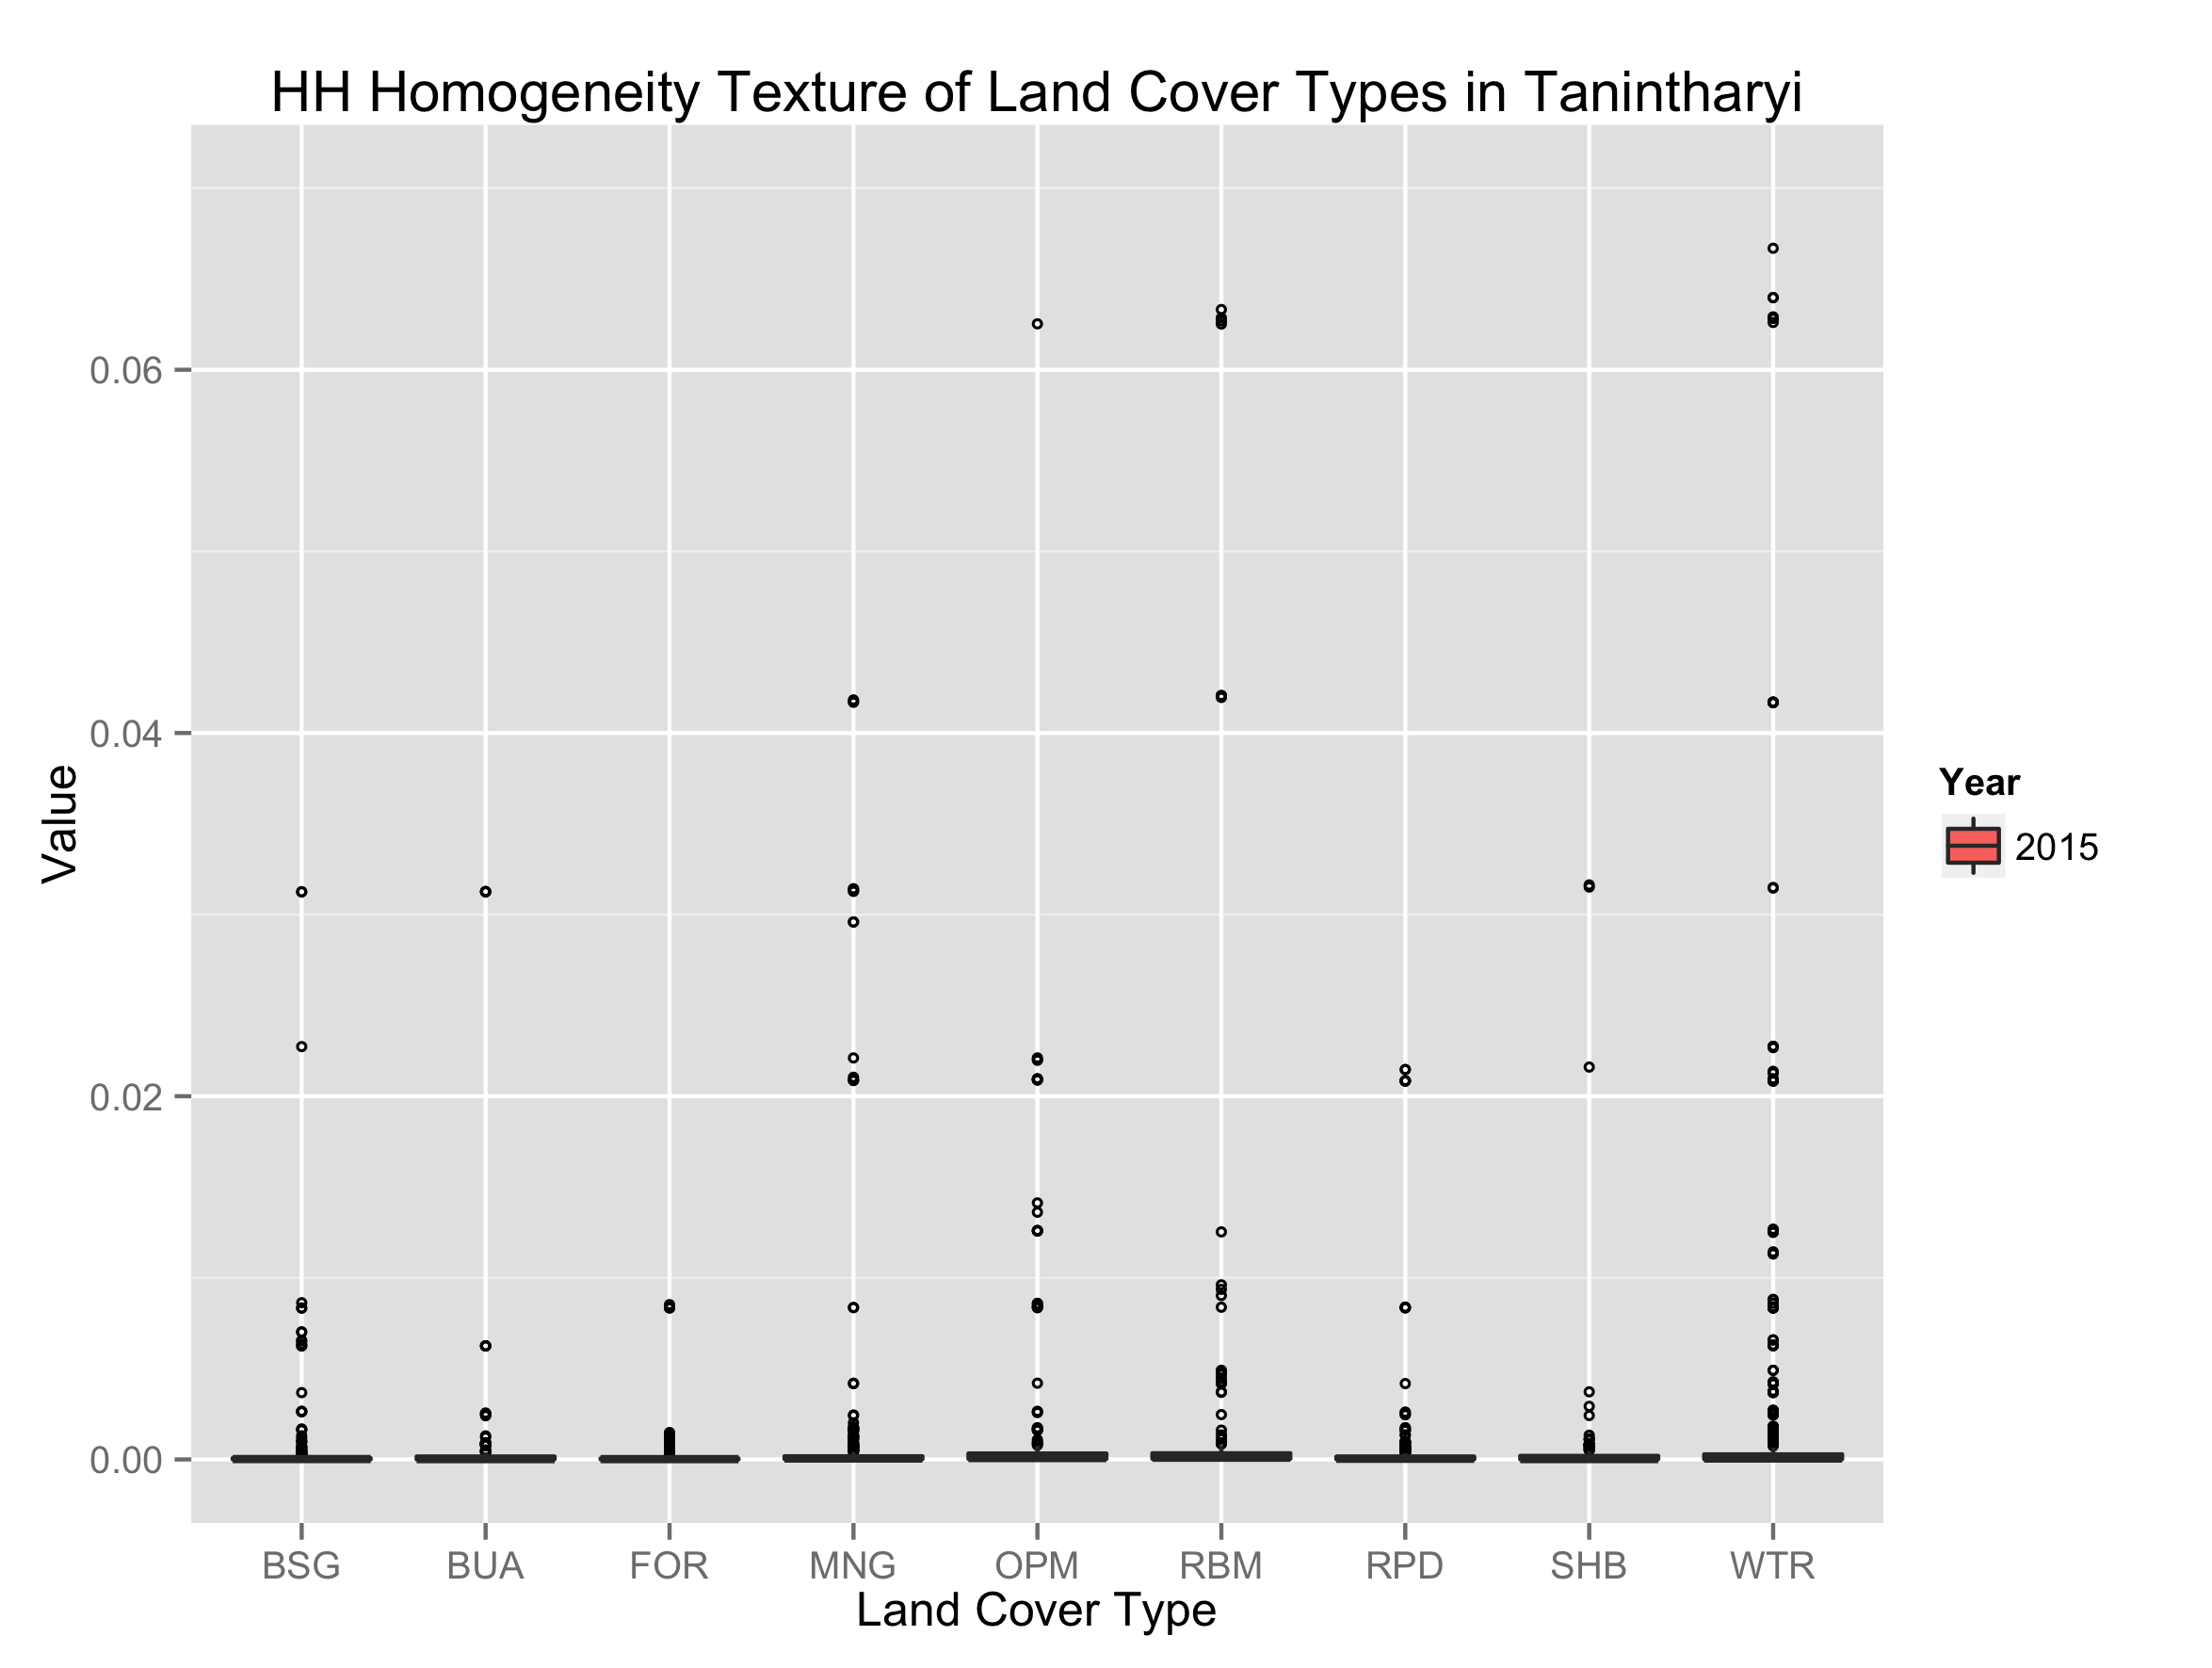 HH Homogeneity Texture of Land Cover Types in Tanintharyi
0.06
0.04
0.02
0.00
Value
BSG BUA FOR MNG OPM RBM RPD SHB WTR
Land Cover Type
Year
2015